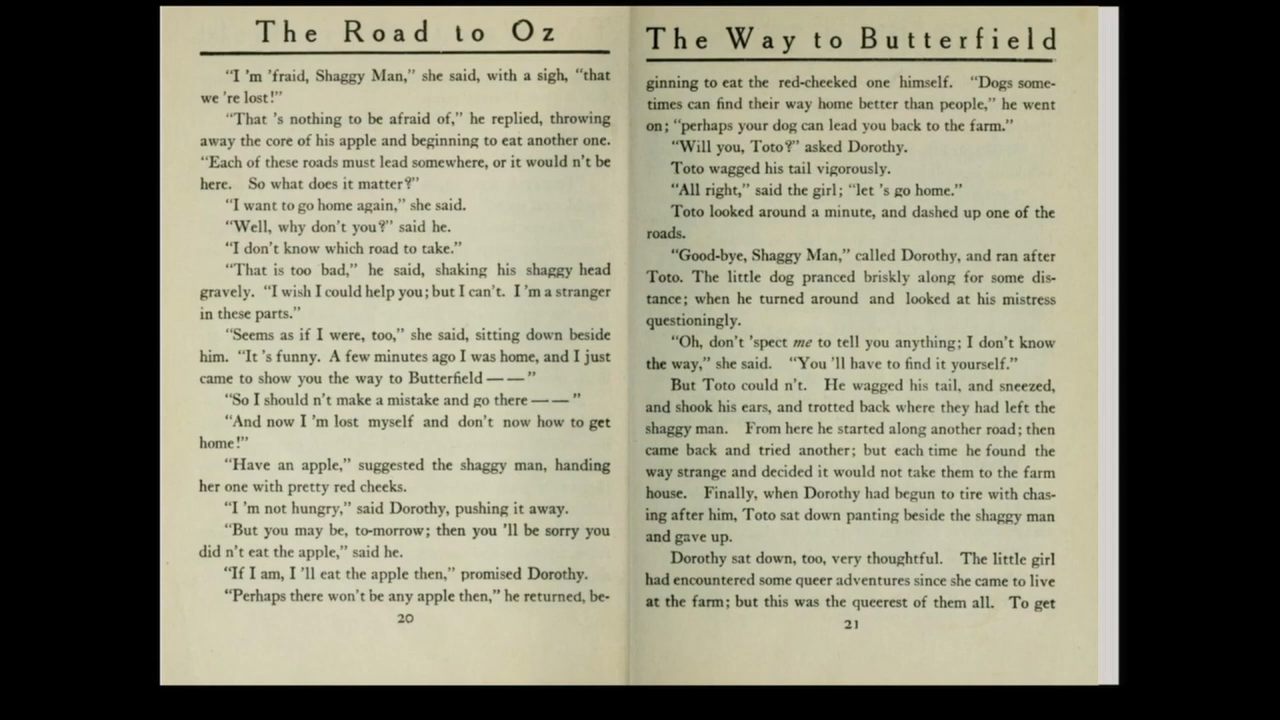 The Road to Oz
“I ’m ’fraid, Shaggy Man,” she said, with a sigh, “that
we ’re lost!”
“That ’s nothing to be afraid of,” he replied, throwing
away the core of his apple and beginning to eat another one.
“Each of these roads must lead somewhere, or it would n’t be
here. So what does it matter?”
“I want to go home again,” she said.
“Well, why don’t you?” said he.
“I don’t know which road to take.”
“That is too bad,” he said, shaking his shaggy head
gravely. “I wish I could help you; but I can’t. I ’m a stranger
in these parts.”
“Seems as if I were, too,” she said, sitting down beside
him. “It ’s funny. A few minutes ago I was home, and I just
came to show you the way to Butterfield — —”
“So I should n’t make a mistake and go there — —”
“And now I ’m lost myself and don’t now how to get
home!”
“Have an apple,” suggested the shaggy man, handing
her one with pretty red cheeks.
“I ’m not hungry,” said Dorothy, pushing it away.
“But you may be, to-morrow; then you ’ll be sorry you
did n’t eat the apple,” said he.
“If I am, I ’ll eat the apple then,” promised Dorothy.
“Perhaps there won’t be any apple then,” he returned, be-
20
The Way to Butterfield
ginning to eat the red-cheeked one himself. “Dogs some-
times can find their way home better than people,” he went
on; “perhaps your dog can lead you back to the farm.”
“Will you, Toto?” asked Dorothy.
Toto wagged his tail vigorously.
“All right,” said the girl; “let ’s go home.”
Toto looked around a minute, and dashed up one of the
roads.
“Good-bye, Shaggy Man,” called Dorothy, and ran after
Toto. The little dog pranced briskly along for some dis-
tance; when he turned around and looked at his mistress
questioningly.
“Oh, don’t ’spect me to tell you anything; I don’t know
the way,” she said. “You ’ll have to find it yourself.”
But Toto could n’t. He wagged his tail, and sneezed,
and shook his ears, and trotted back where they had left the
shaggy man. From here he started along another road; then
came back and tried another; but each time he found the
way strange and decided it would not take them to the farm
house. Finally, when Dorothy had begun to tire with chas-
ing after him, Toto sat down panting beside the shaggy man
and gave up.
Dorothy sat down, too, very thoughtful. The little girl
had encountered some queer adventures since she came to live
at the farm; but this was the queerest of them all. To get
21